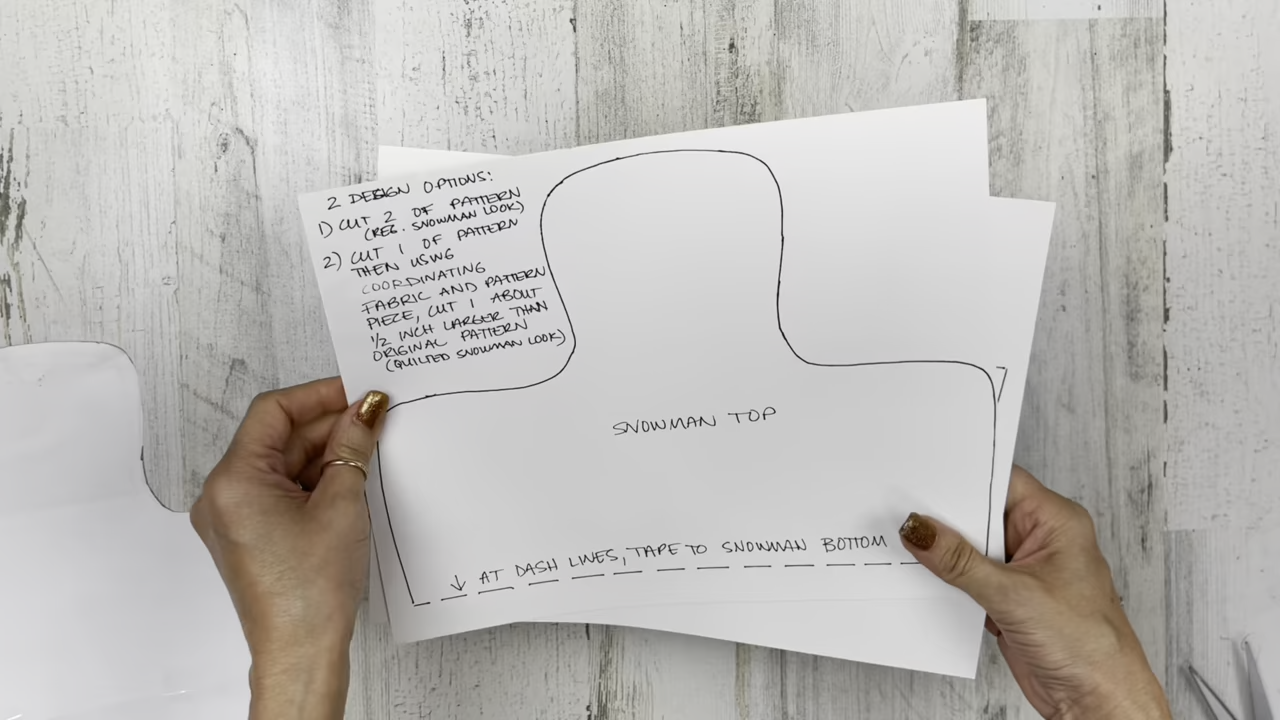 2 DESIGN OPTIONS:
1) CUT 2 OF PATTERN
(REG. SNOWMAN LOOK)
2) CUT 1 OF PATTERN
THEN USING
COORDINATING
FABRIC AND PATTERN
PIECE, CUT 1 ABOUT
1/2 INCH LARGER THAN
ORIGINAL PATTERN
(QUILTED SNOWMAN LOOK)
SNOWMAN TOP
↓ AT DASH LINES, TAPE TO SNOWMAN BOTTOM